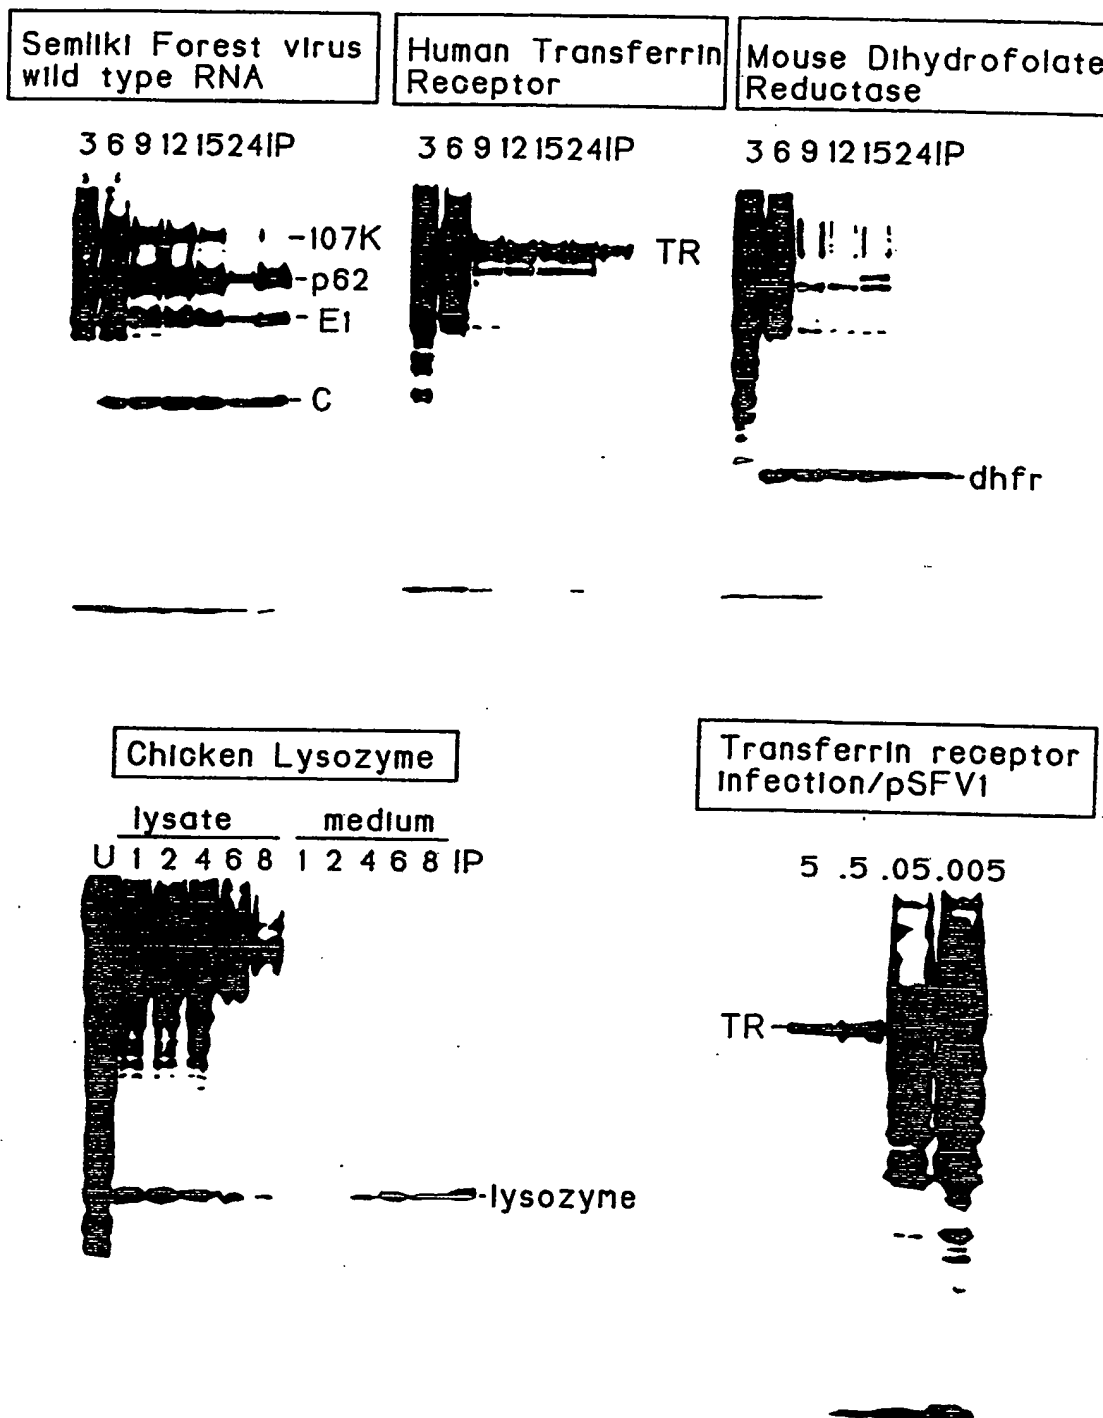 Semliki Forest virus
wild type RNA
Human Transferrin
Receptor
Mouse Dihydrofolate
Reductase
3 6 9 12 15 24 IP
3 6 9 12 15 24 IP
3 6 9 12 15 24 IP
-107K
-p62
-E1
-C
TR
-dhfr
Chicken Lysozyme
lysate medium
U 1 2 4 6 8 1 2 4 6 8 IP
-lysozyme
Transferrin receptor
infection/pSFV1
5 .5 .05 .005
TR-